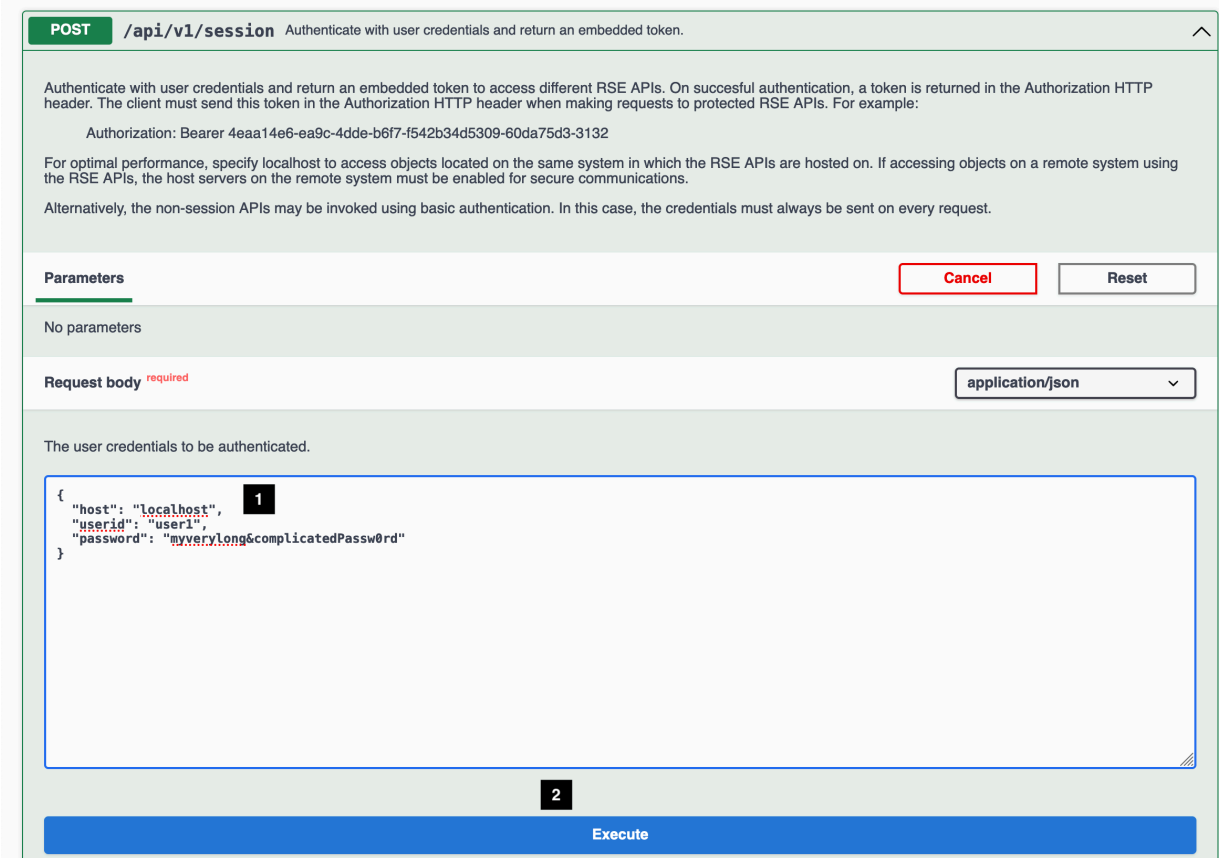 POST /api/v1/session Authenticate with user credentials and return an embedded token.
Authenticate with user credentials and return an embedded token to access different RSE APIs. On succesful authentication, a token is returned in the Authorization HTTP
header. The client must send this token in the Authorization HTTP header when making requests to protected RSE APIs. For example:
Authorization: Bearer 4eaa14e6-ea9c-4dde-b6f7-f542b34d5309-60da75d3-3132
For optimal performance, specify localhost to access objects located on the same system in which the RSE APIs are hosted on. If accessing objects on a remote system using
the RSE APIs, the host servers on the remote system must be enabled for secure communications.
Alternatively, the non-session APIs may be invoked using basic authentication. In this case, the credentials must always be sent on every request.
Parameters Cancel Reset
No parameters
Request body required application/json
The user credentials to be authenticated.
{ 1
"host": "localhost",
"userid": "user1",
"password": "myverylong&complicatedPassw0rd"
}
2
Execute